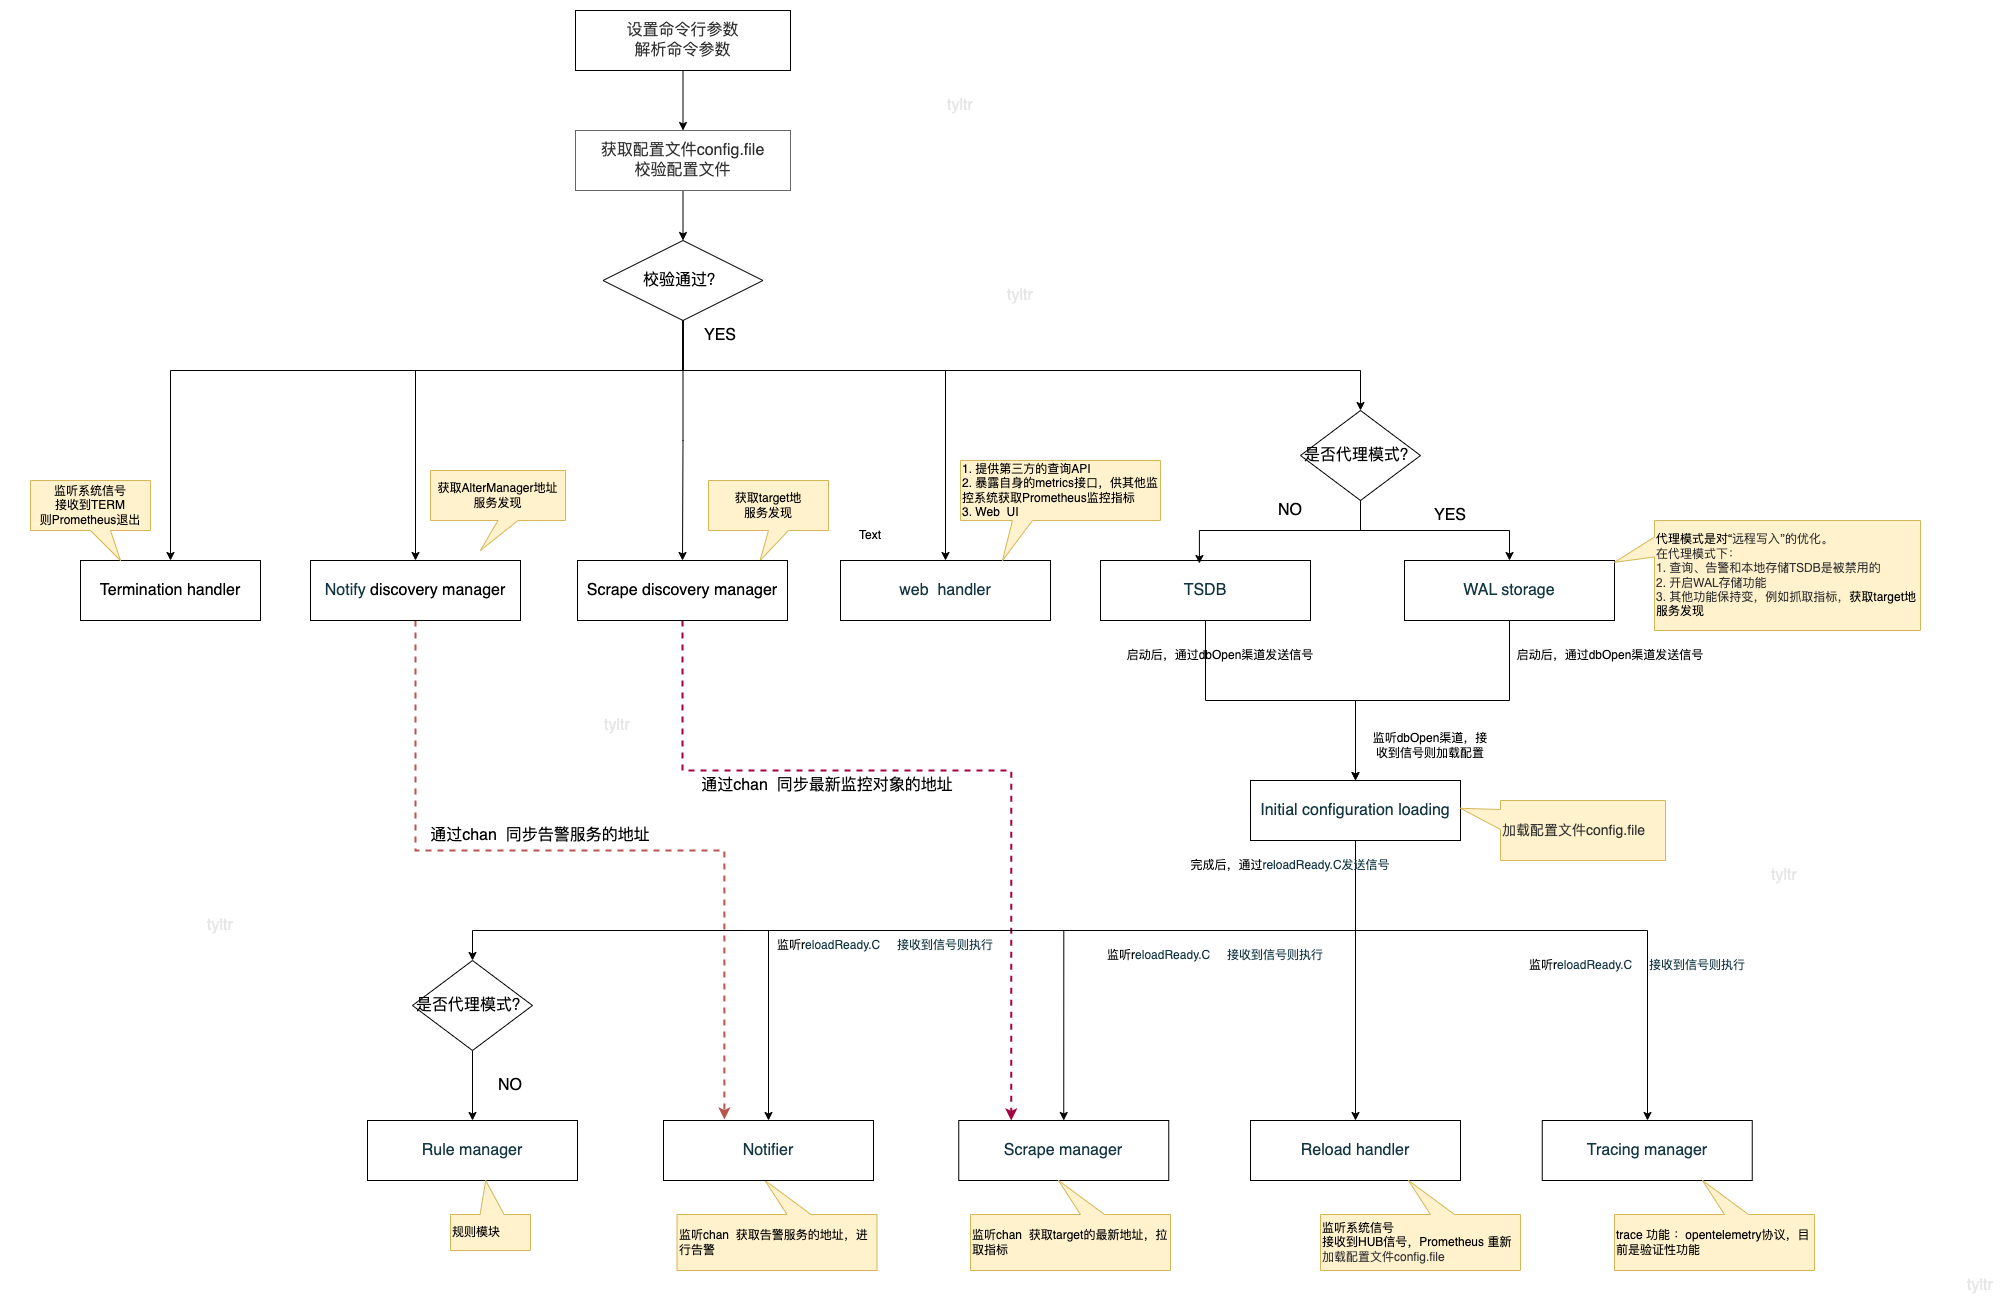 设置命令行参数
解析命令参数
tyltr
获取配置文件config.file
校验配置文件
校验通过?
tyltr
YES
是否代理模式?
监听系统信号
接收到TERM
则Prometheus退出
获取AlterManager地址
服务发现
获取target地
服务发现
1. 提供第三方的查询API
2. 暴露自身的metrics接口，供其他监
控系统获取Prometheus监控指标
3. Web UI
NO
YES
Text
代理模式是对“远程写入”的优化。
在代理模式下：
1. 查询、告警和本地存储TSDB是被禁用的
2. 开启WAL存储功能
3. 其他功能保持变，例如抓取指标，获取target地
服务发现
Termination handler
Notify discovery manager
Scrape discovery manager
web handler
TSDB
WAL storage
启动后，通过dbOpen渠道发送信号
启动后，通过dbOpen渠道发送信号
tyltr
监听dbOpen渠道，接
收到信号则加载配置
通过chan 同步最新监控对象的地址
Initial configuration loading
加载配置文件config.file
通过chan 同步告警服务的地址
完成后，通过reloadReady.C发送信号
tyltr
tyltr
监听reloadReady.C 接收到信号则执行
监听reloadReady.C 接收到信号则执行
监听reloadReady.C 接收到信号则执行
是否代理模式?
NO
Rule manager
Notifier
Scrape manager
Reload handler
Tracing manager
规则模块
监听chan 获取告警服务的地址，进
行告警
监听chan 获取target的最新地址，拉
取指标
监听系统信号
接收到HUB信号，Prometheus 重新
加载配置文件config.file
trace 功能： opentelemetry协议，目
前是验证性功能
tyltr